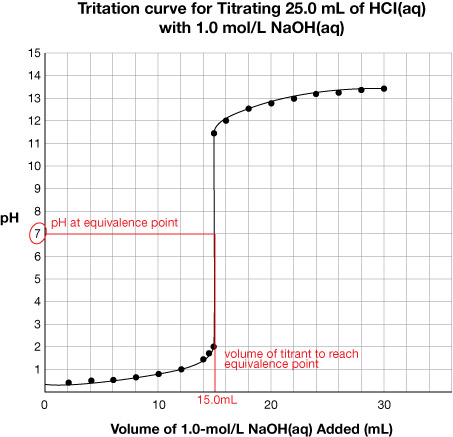 Tritation curve for Titrating 25.0 mL of HCl(aq)
with 1.0 mol/L NaOH(aq)
15
14
13
12
11
10
9
8
pH
pH at equivalence point
7
6
5
4
3
2
volume of titrant to reach
equivalence point
1
0
15.0mL
10
20
30
Volume of 1.0-mol/L NaOH(aq) Added (mL)